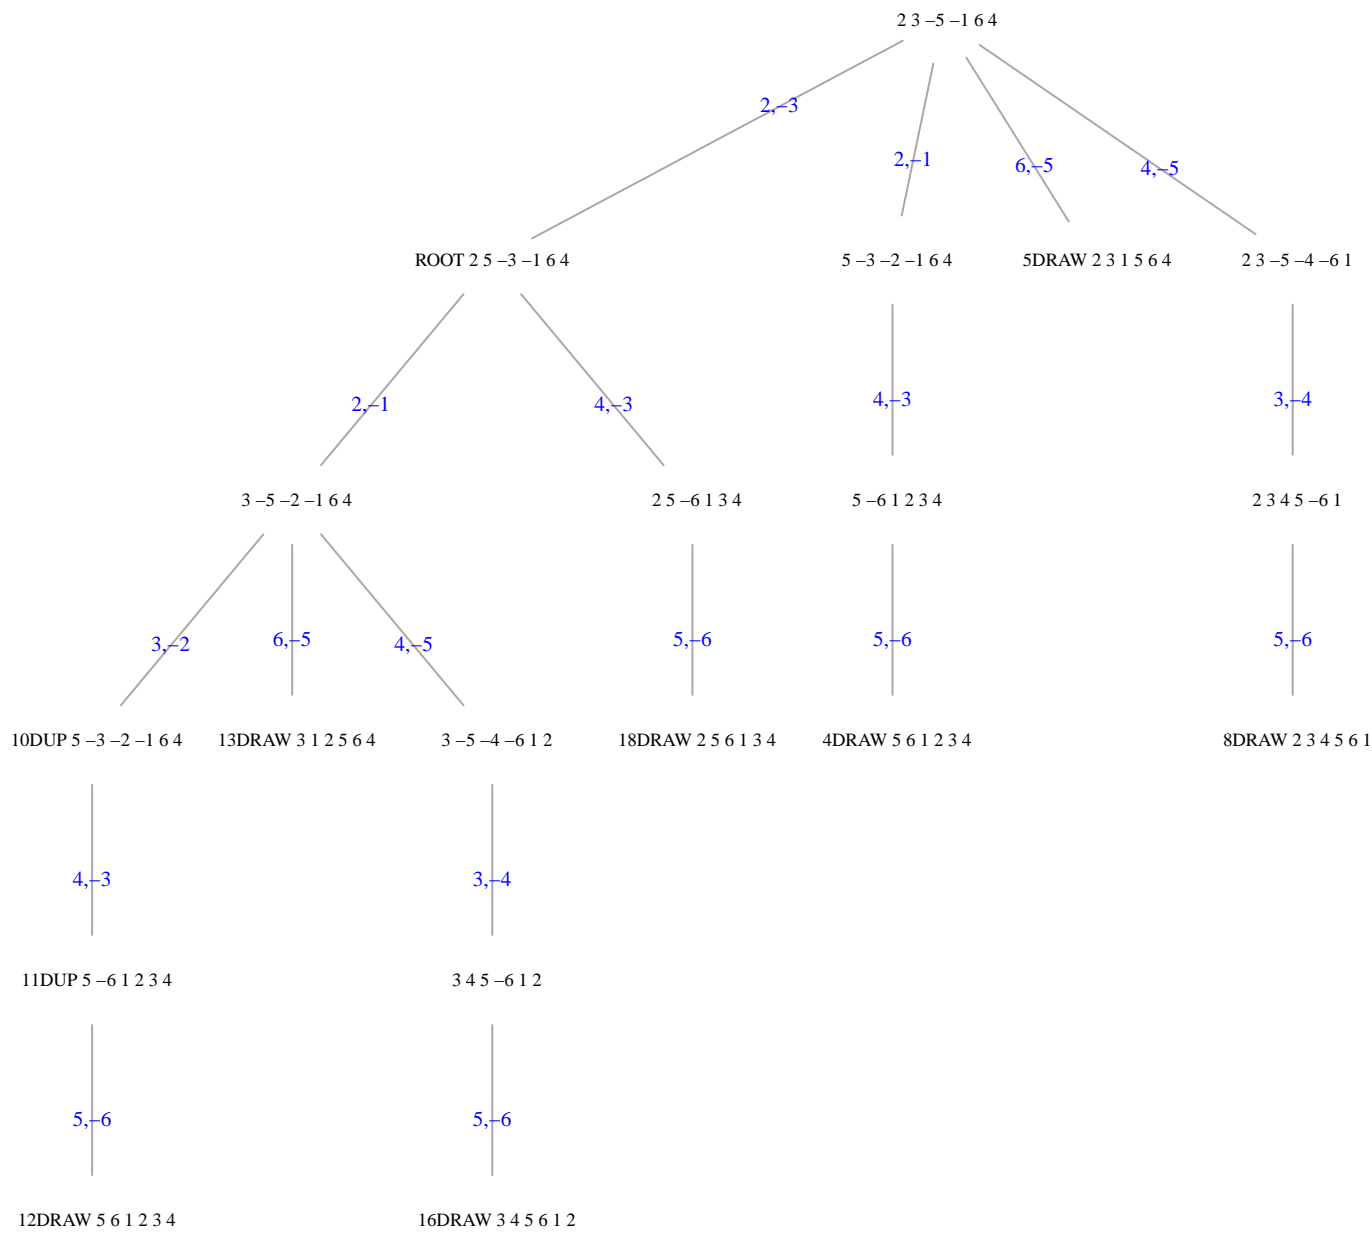 2 3 –5 –1 6 4
2,–3
2,–1
6,–5
4,–5
ROOT 2 5 –3 –1 6 4
5 –3 –2 –1 6 4
5DRAW 2 3 1 5 6 4
2 3 –5 –4 –6 1
2,–1
4,–3
4,–3
3,–4
3 –5 –2 –1 6 4
2 5 –6 1 3 4
5 –6 1 2 3 4
2 3 4 5 –6 1
3,–2
6,–5
4,–5
5,–6
5,–6
5,–6
10DUP 5 –3 –2 –1 6 4
13DRAW 3 1 2 5 6 4
3 –5 –4 –6 1 2
18DRAW 2 5 6 1 3 4
4DRAW 5 6 1 2 3 4
8DRAW 2 3 4 5 6 1
4,–3
3,–4
11DUP 5 –6 1 2 3 4
3 4 5 –6 1 2
5,–6
5,–6
12DRAW 5 6 1 2 3 4
16DRAW 3 4 5 6 1 2